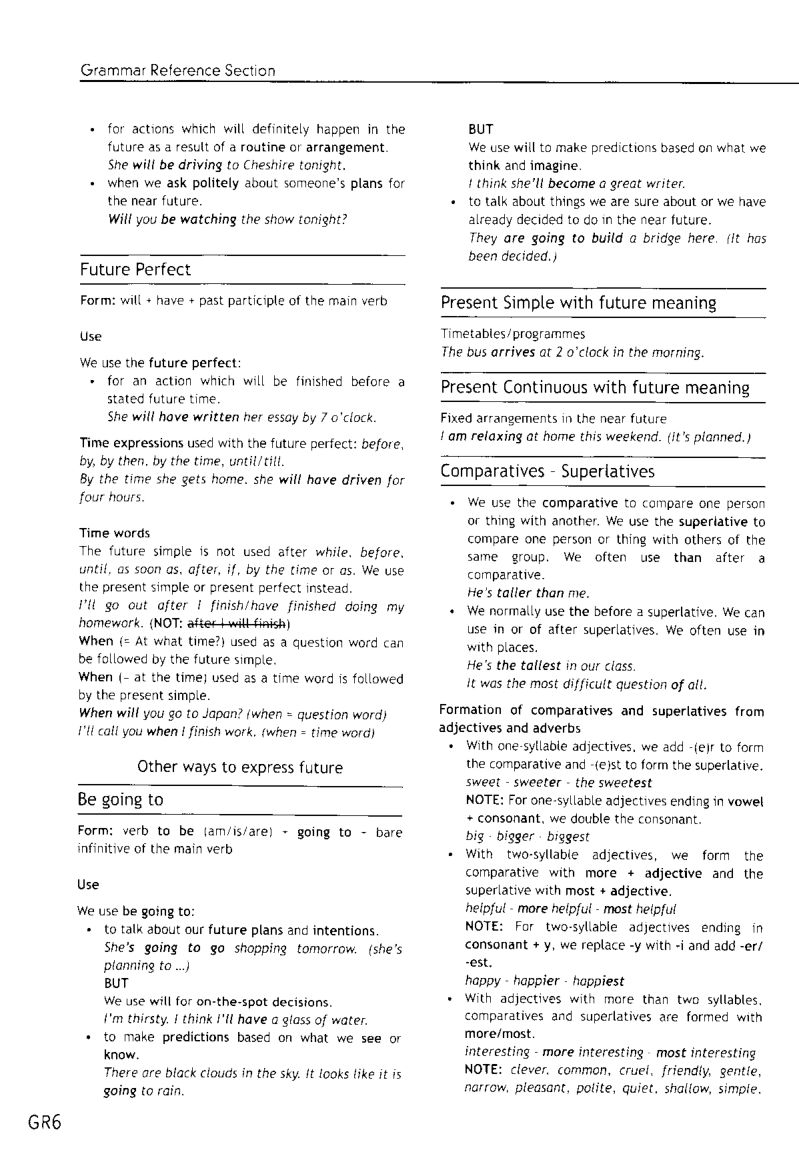 Grammar Reference Section
• for actions which will definitely happen in the
future as a result of a routine or arrangement.
She will be driving to Cheshire tonight.
• when we ask politely about someone's plans for
the near future.
Will you be watching the show tonight?
Future Perfect
Form: will + have + past participle of the main verb
Use
We use the future perfect:
• for an action which will be finished before a
stated future time.
She will have written her essay by 7 o'clock.
Time expressions used with the future perfect: before,
by, by then, by the time, until/till.
By the time she gets home, she will have driven for
four hours.
Time words
The future simple is not used after while, before,
until, as soon as, after, if, by the time or as. We use
the present simple or present perfect instead.
I'll go out after I finish/have finished doing my
homework. (NOT: after I will finish)
When (= At what time?) used as a question word can
be followed by the future simple.
When (= at the time) used as a time word is followed
by the present simple.
When will you go to Japan? (when = question word)
I'll call you when I finish work. (when = time word)
Other ways to express future
Be going to
Form: verb to be (am/is/are) + going to + bare
infinitive of the main verb
Use
We use be going to:
• to talk about our future plans and intentions.
She's going to go shopping tomorrow. (she's
planning to ...)
BUT
We use will for on-the-spot decisions.
I'm thirsty. I think I'll have a glass of water.
• to make predictions based on what we see or
know.
There are black clouds in the sky. It looks like it is
going to rain.
BUT
We use will to make predictions based on what we
think and imagine.
I think she'll become a great writer.
• to talk about things we are sure about or we have
already decided to do in the near future.
They are going to build a bridge here. (It has
been decided.)
Present Simple with future meaning
Timetables/programmes
The bus arrives at 2 o'clock in the morning.
Present Continuous with future meaning
Fixed arrangements in the near future
I am relaxing at home this weekend. (It's planned.)
Comparatives - Superlatives
• We use the comparative to compare one person
or thing with another. We use the superlative to
compare one person or thing with others of the
same group. We often use than after a
comparative.
He's taller than me.
• We normally use the before a superlative. We can
use in or of after superlatives. We often use in
with places.
He's the tallest in our class.
It was the most difficult question of all.
Formation of comparatives and superlatives from
adjectives and adverbs
• With one-syllable adjectives, we add -(e)r to form
the comparative and -(e)st to form the superlative.
sweet - sweeter - the sweetest
NOTE: For one-syllable adjectives ending in vowel
+ consonant, we double the consonant.
big - bigger - biggest
• With two-syllable adjectives, we form the
comparative with more + adjective and the
superlative with most + adjective.
helpful - more helpful - most helpful
NOTE: For two-syllable adjectives ending in
consonant + y, we replace -y with -i and add -er/
-est.
happy - happier - happiest
• With adjectives with more than two syllables,
comparatives and superlatives are formed with
more/most.
interesting - more interesting - most interesting
NOTE: clever, common, cruel, friendly, gentle,
narrow, pleasant, polite, quiet, shallow, simple,
GR6